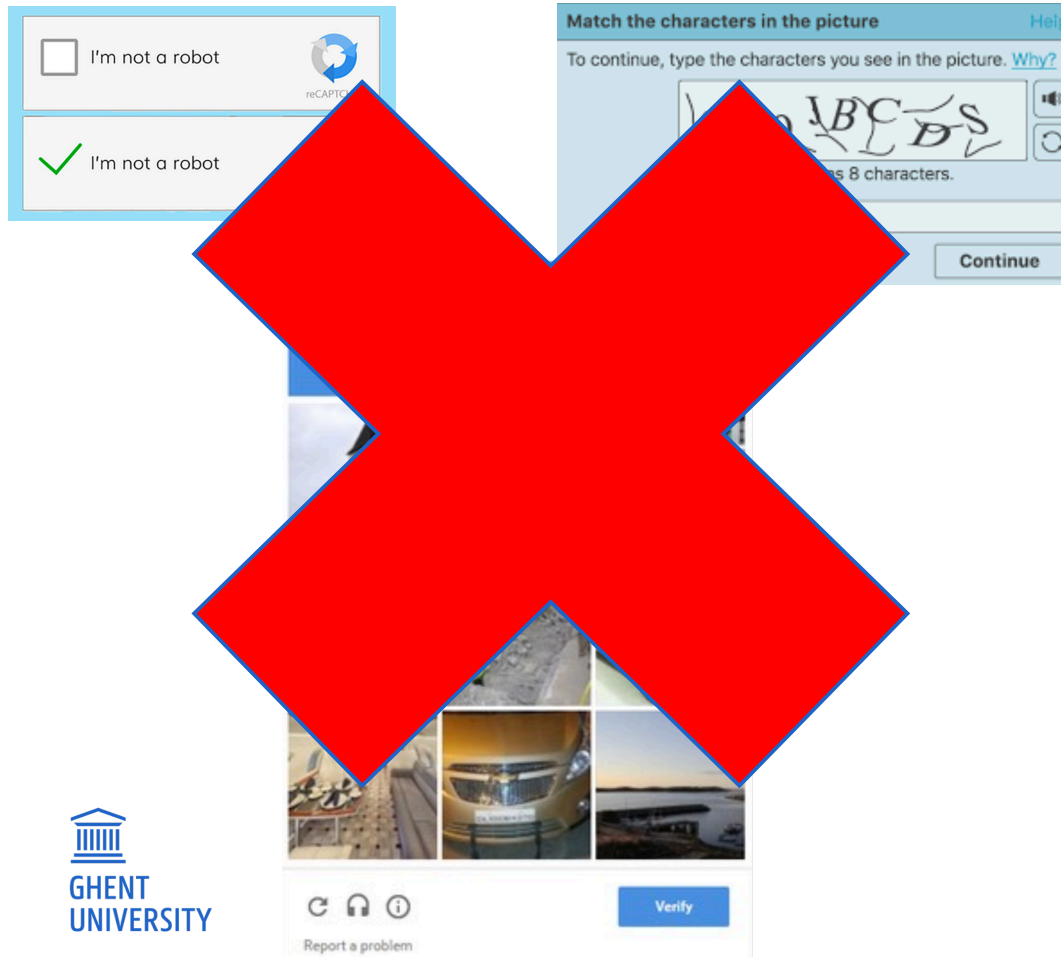 I'm not a robot
I'm not a robot
Match the characters in the picture
To continue, type the characters you see in the picture. Why?
BCDS
8 characters.
Continue
Verify
Report a problem
GHENT
UNIVERSITY